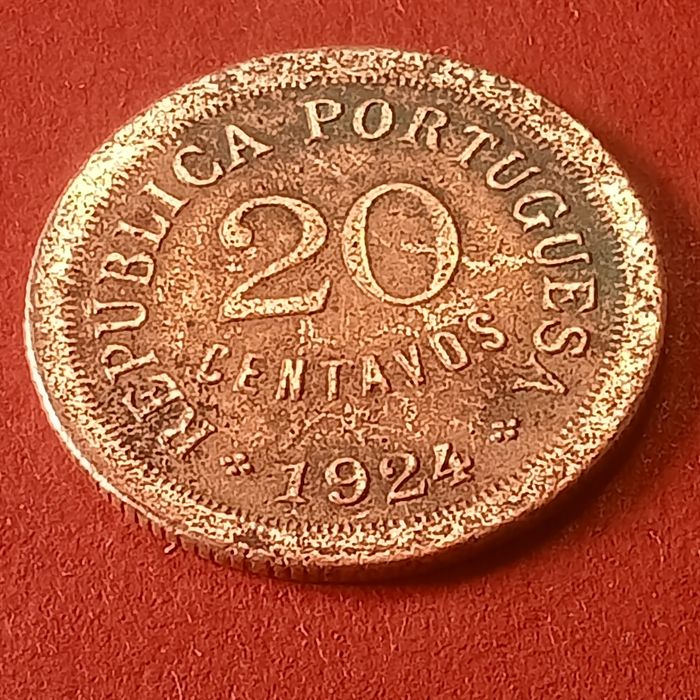 REPUBLICA PORTUGUESA
20
CENTAVOS
1924